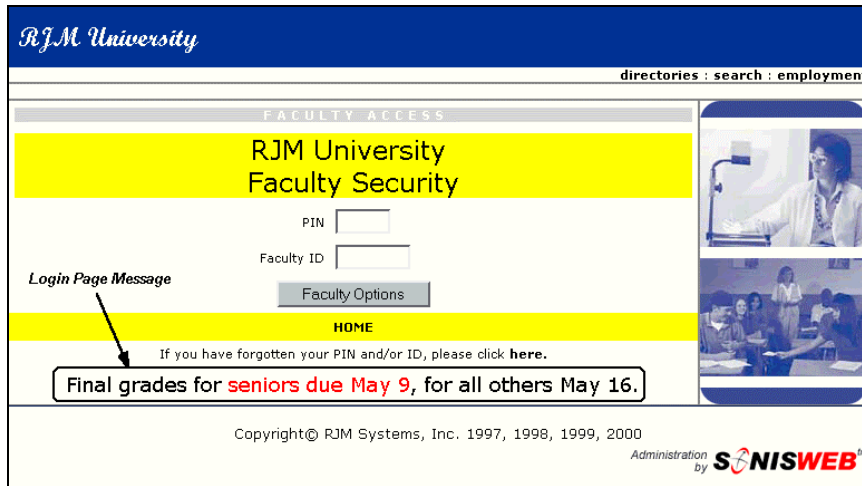 RJM University
directories : search : employmen
FACULTY ACCESS
RJM University
Faculty Security
PIN
Faculty ID
Login Page Message
Faculty Options
HOME
If you have forgotten your PIN and/or ID, please click here.
Final grades for seniors due May 9, for all others May 16.
Copyright© RJM Systems, Inc. 1997, 1998, 1999, 2000
Administration
by SONISWEB